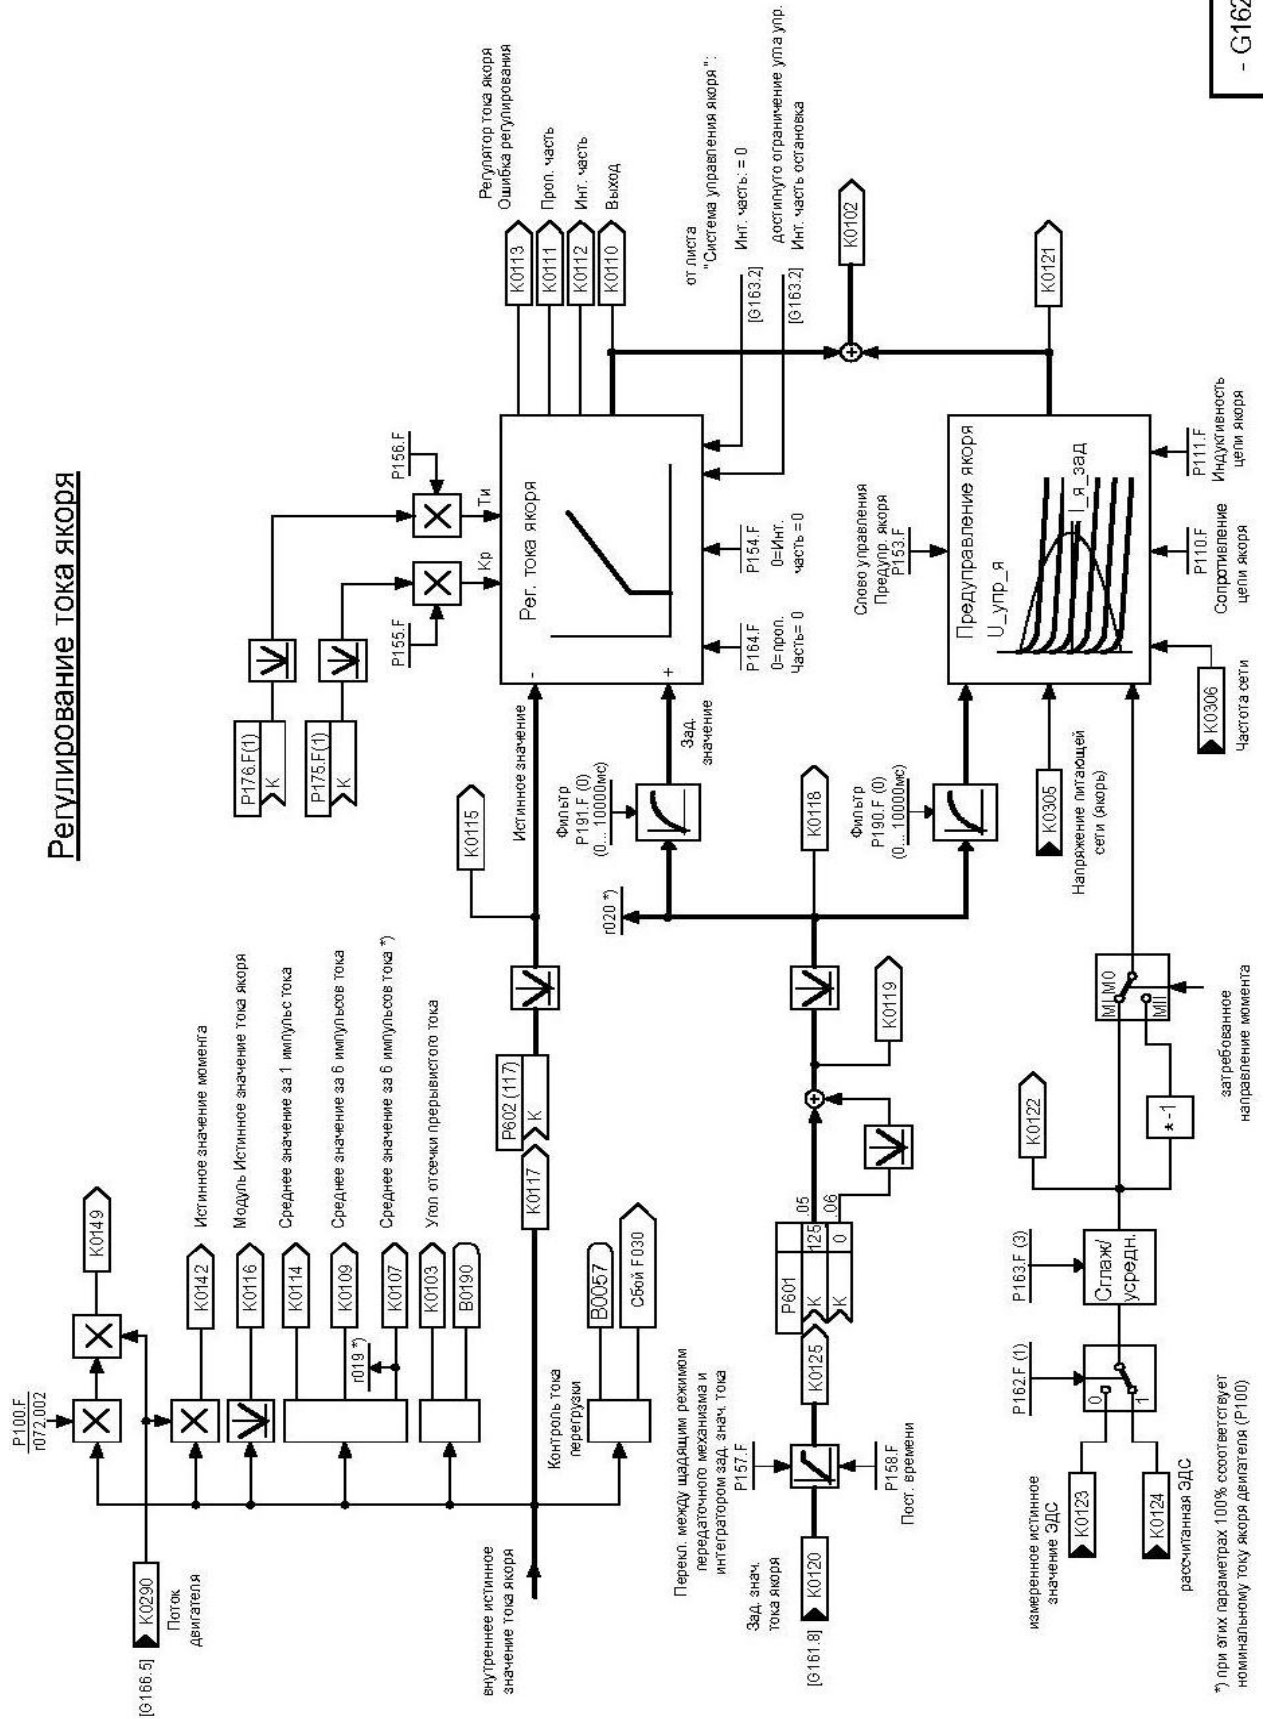 Регулирование тока якоря
[G166.5]
K0290
Поток
двигателя
P100.F
r072.002
K0149
K0142
Истинное значение момента
K0116
Модуль Истинное значение тока якоря
K0114
Среднее значение за 1 импульс тока
K0109
Среднее значение за 6 импульсов тока
r019 *)
K0107
Среднее значение за 6 импульсов тока *)
K0103
Угол отсечки прерывистого тока
B0190
внутреннее истинное
значение тока якоря
Контроль тока
перегрузки
B0057
Сбой F030
K0117
P602 (117)
K
K0115
Истинное значение
P176.F(1)
K
P175.F(1)
K
P155.F
P156.F
Кр
Ти
Рег. тока якоря
-
+
Регулятор тока якоря
K0113
Ошибка регулирования
K0111
Проп. часть
K0112
Инт. часть
K0110
Выход
P164.F
0=проп.
Часть= 0
P154.F
0=Инт.
часть = 0
от листа
"Система управления якоря":
[G163.2]
Инт. часть: = 0
достигнуто ограничение угла упр.
[G163.2]
Инт. часть остановка
Перекл. между щадящим режимом
передаточного механизма и
интегратором зад. знач. тока
P157.F
Зад. знач.
тока якоря
[G161.8]
K0120
P158.F
Пост. времени
K0125
P601
K
125
.05
K
0
.06
K0119
r020 *)
K0118
Фильтр
P191.F (0)
(0... 10000мс)
Зад.
значение
Фильтр
P190.F (0)
(0... 10000мс)
K0102
Слово управления
Предупр. якоря
P153.F
Предуправление якоря
U_упр_я
I_я_зад
K0121
K0305
Напряжение питающей
сети (якорь)
K0306
Частота сети
P110.F
Сопротивление
цепи якоря
P111.F
Индуктивность
цепи якоря
измеренное истинное
значение ЭДС
K0123
K0124
рассчитанная ЭДС
P162.F (1)
0
1
P163.F (3)
Сглаж/
усредн.
K0122
* -1
MI,M0
MII
затребованное
направление момента
*) при этих параметрах 100% ссоответствует
номинальному току якоря двигателя (P100)
- G162